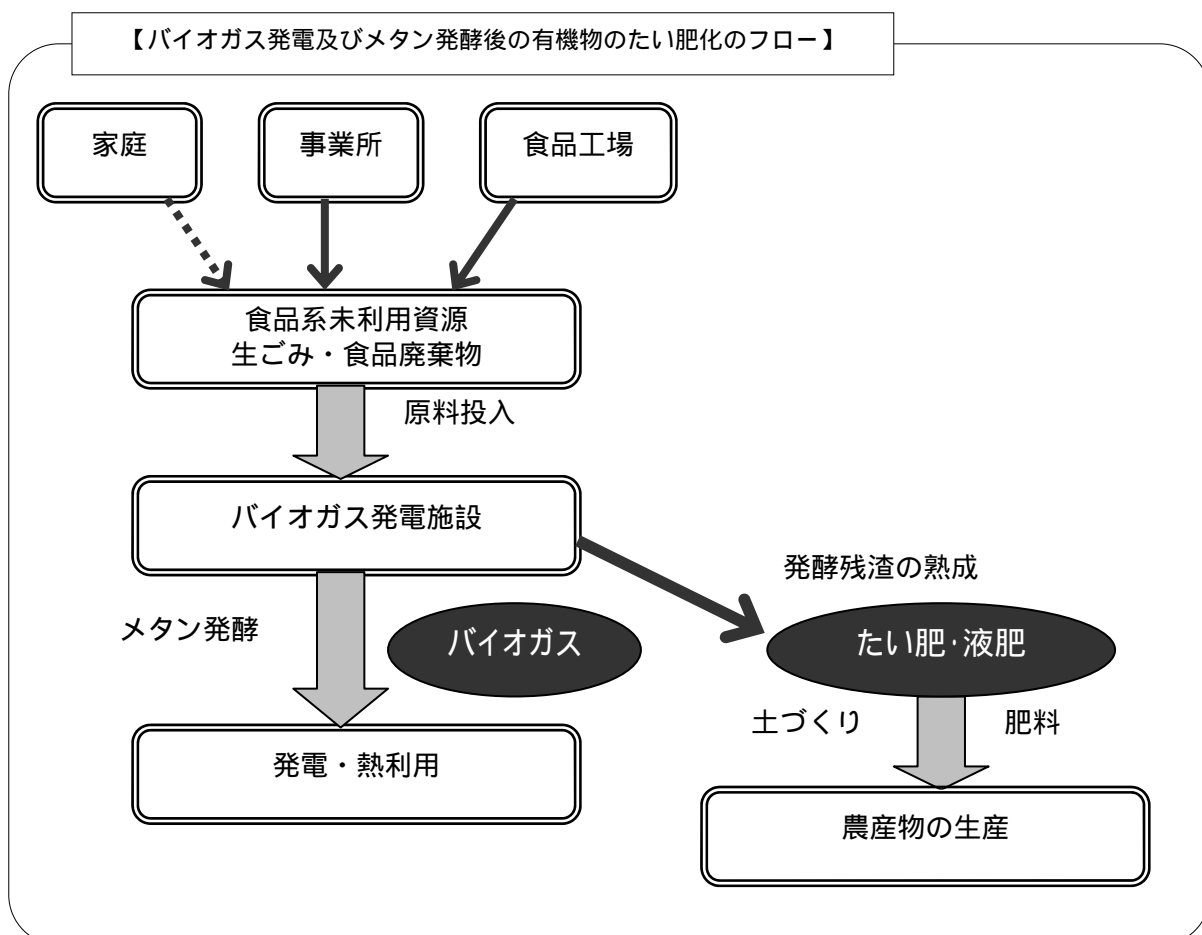 【バイオガス発電及びメタン発酵後の有機物のたい肥化のフロー】
家庭
事業所
食品工場
食品系未利用資源
生ごみ・食品廃棄物
原料投入
バイオガス発電施設
発酵残渣の熟成
メタン発酵
バイオガス
たい肥・液肥
土づくり
肥料
発電・熱利用
農産物の生産